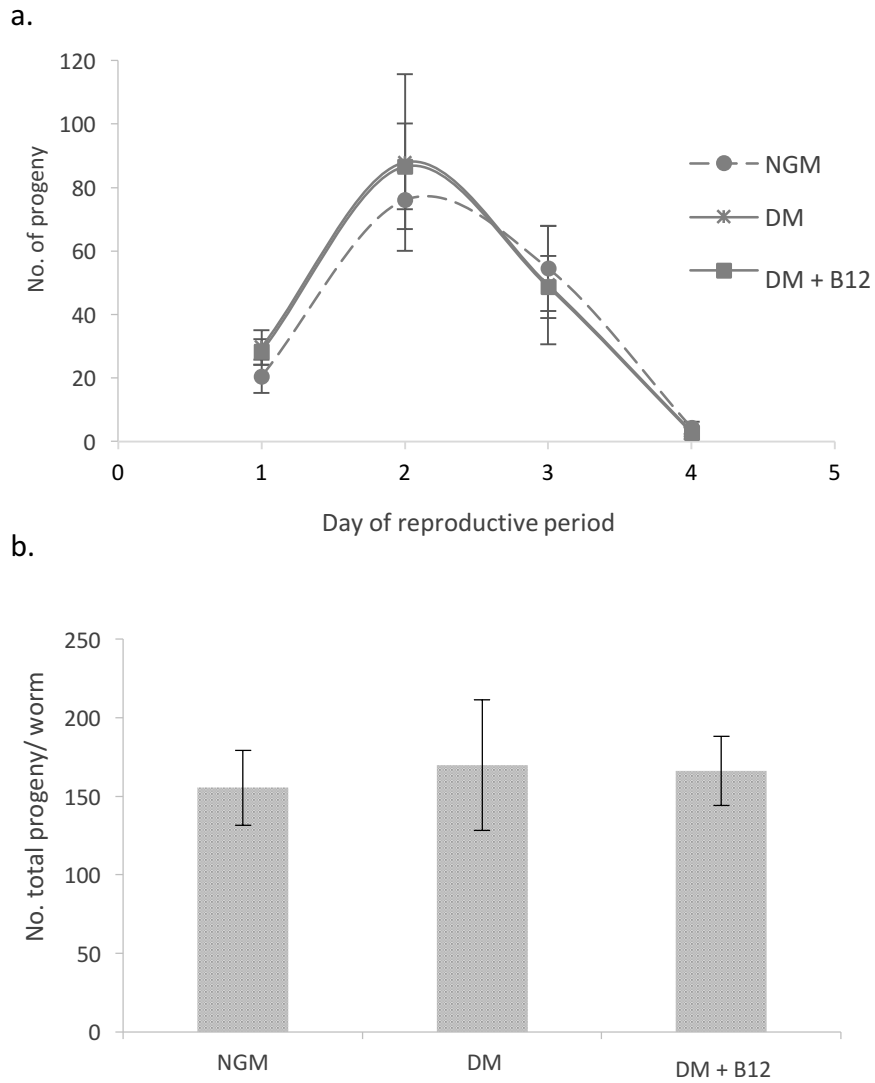 a.
120
100
80
60
40
20
0
No. of progeny
0 1 2 3 4 5
Day of reproductive period
NGM
DM
DM + B12
b.
250
200
150
100
50
0
No. total progeny/ worm
NGM DM DM + B12